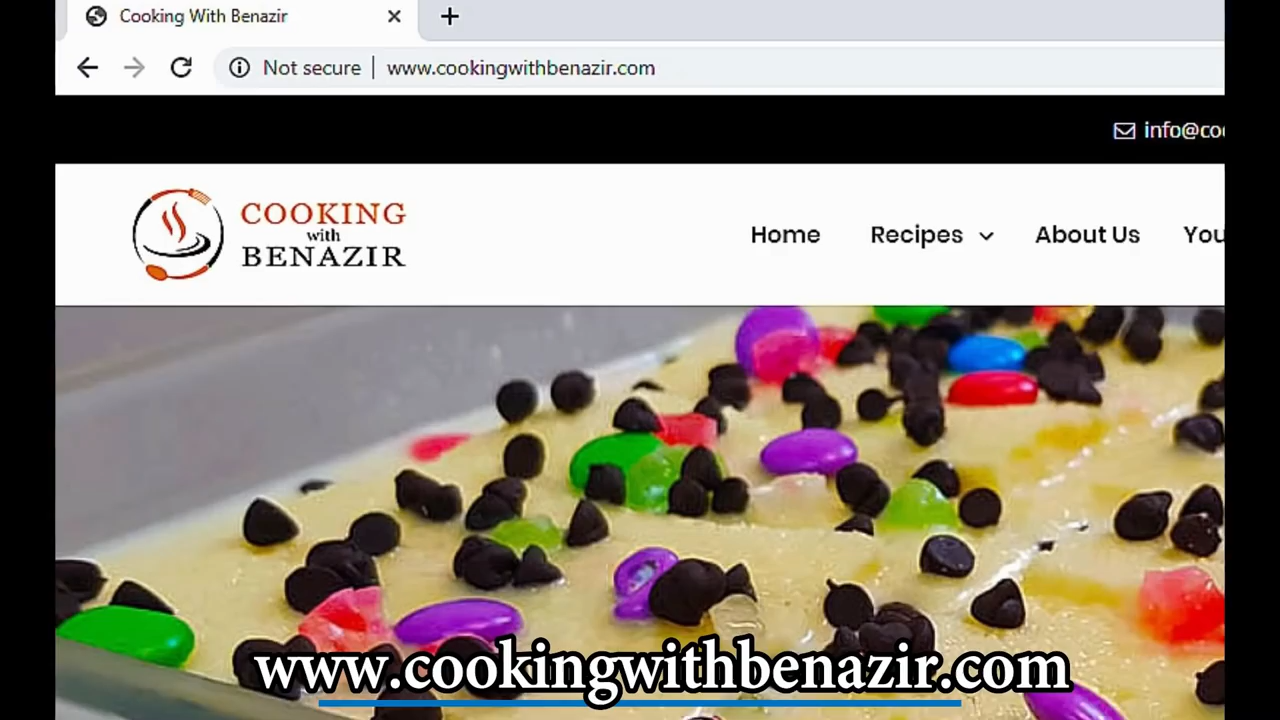 Cooking With Benazir
Not secure
www.cookingwithbenazir.com
COOKING
with
BENAZIR
Home
Recipes
About Us
www.cookingwithbenazir.com